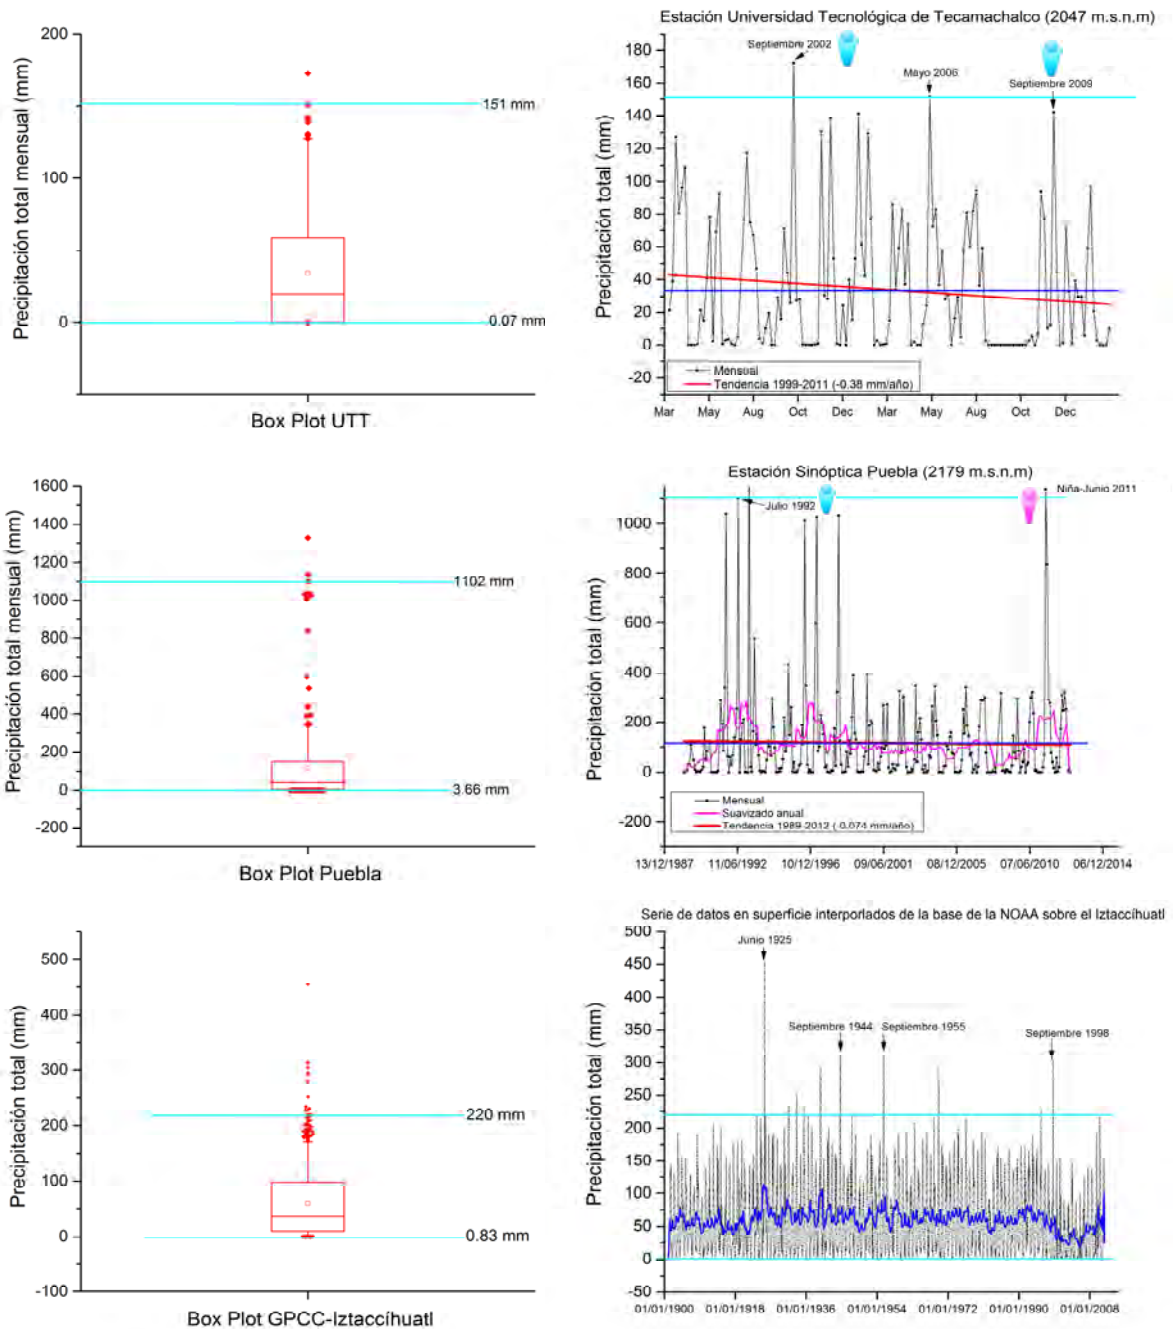 Precipitación total mensual (mm)
200
100
0
151 mm
0.07 mm
Box Plot UTT
Estación Universidad Tecnológica de Tecamachalco (2047 m.s.n.m)
Precipitación total (mm)
180
160
140
120
100
80
60
40
20
0
-20
Septiembre 2002
Mayo 2006
Septiembre 2009
Mensual
Tendencia 1999-2011 (-0.38 mm/año)
Mar May Aug Oct Dec Mar May Aug Oct Dec
Precipitación total mensual (mm)
1600
1400
1200
1000
800
600
400
200
0
-200
1102 mm
3.66 mm
Box Plot Puebla
Estación Sinóptica Puebla (2179 m.s.n.m)
Precipitación total (mm)
1000
800
600
400
200
0
-200
Julio 1992
Niña-Junio 2011
Mensual
Suavizado anual
Tendencia 1989-2012 (-0.074 mm/año)
13/12/1987 11/06/1992 10/12/1996 09/06/2001 08/12/2005 07/06/2010 06/12/2014
Precipitación total (mm)
500
400
300
200
100
0
-100
220 mm
0.83 mm
Box Plot GPCC-Iztaccíhuatl
Serie de datos en superficie interporlados de la base de la NOAA sobre el Iztaccíhuatl
Precipitación total (mm)
500
450
400
350
300
250
200
150
100
50
0
-50
Junio 1925
Septiembre 1944
Septiembre 1955
Septiembre 1998
01/01/1900 01/01/1918 01/01/1936 01/01/1954 01/01/1972 01/01/1990 01/01/2008